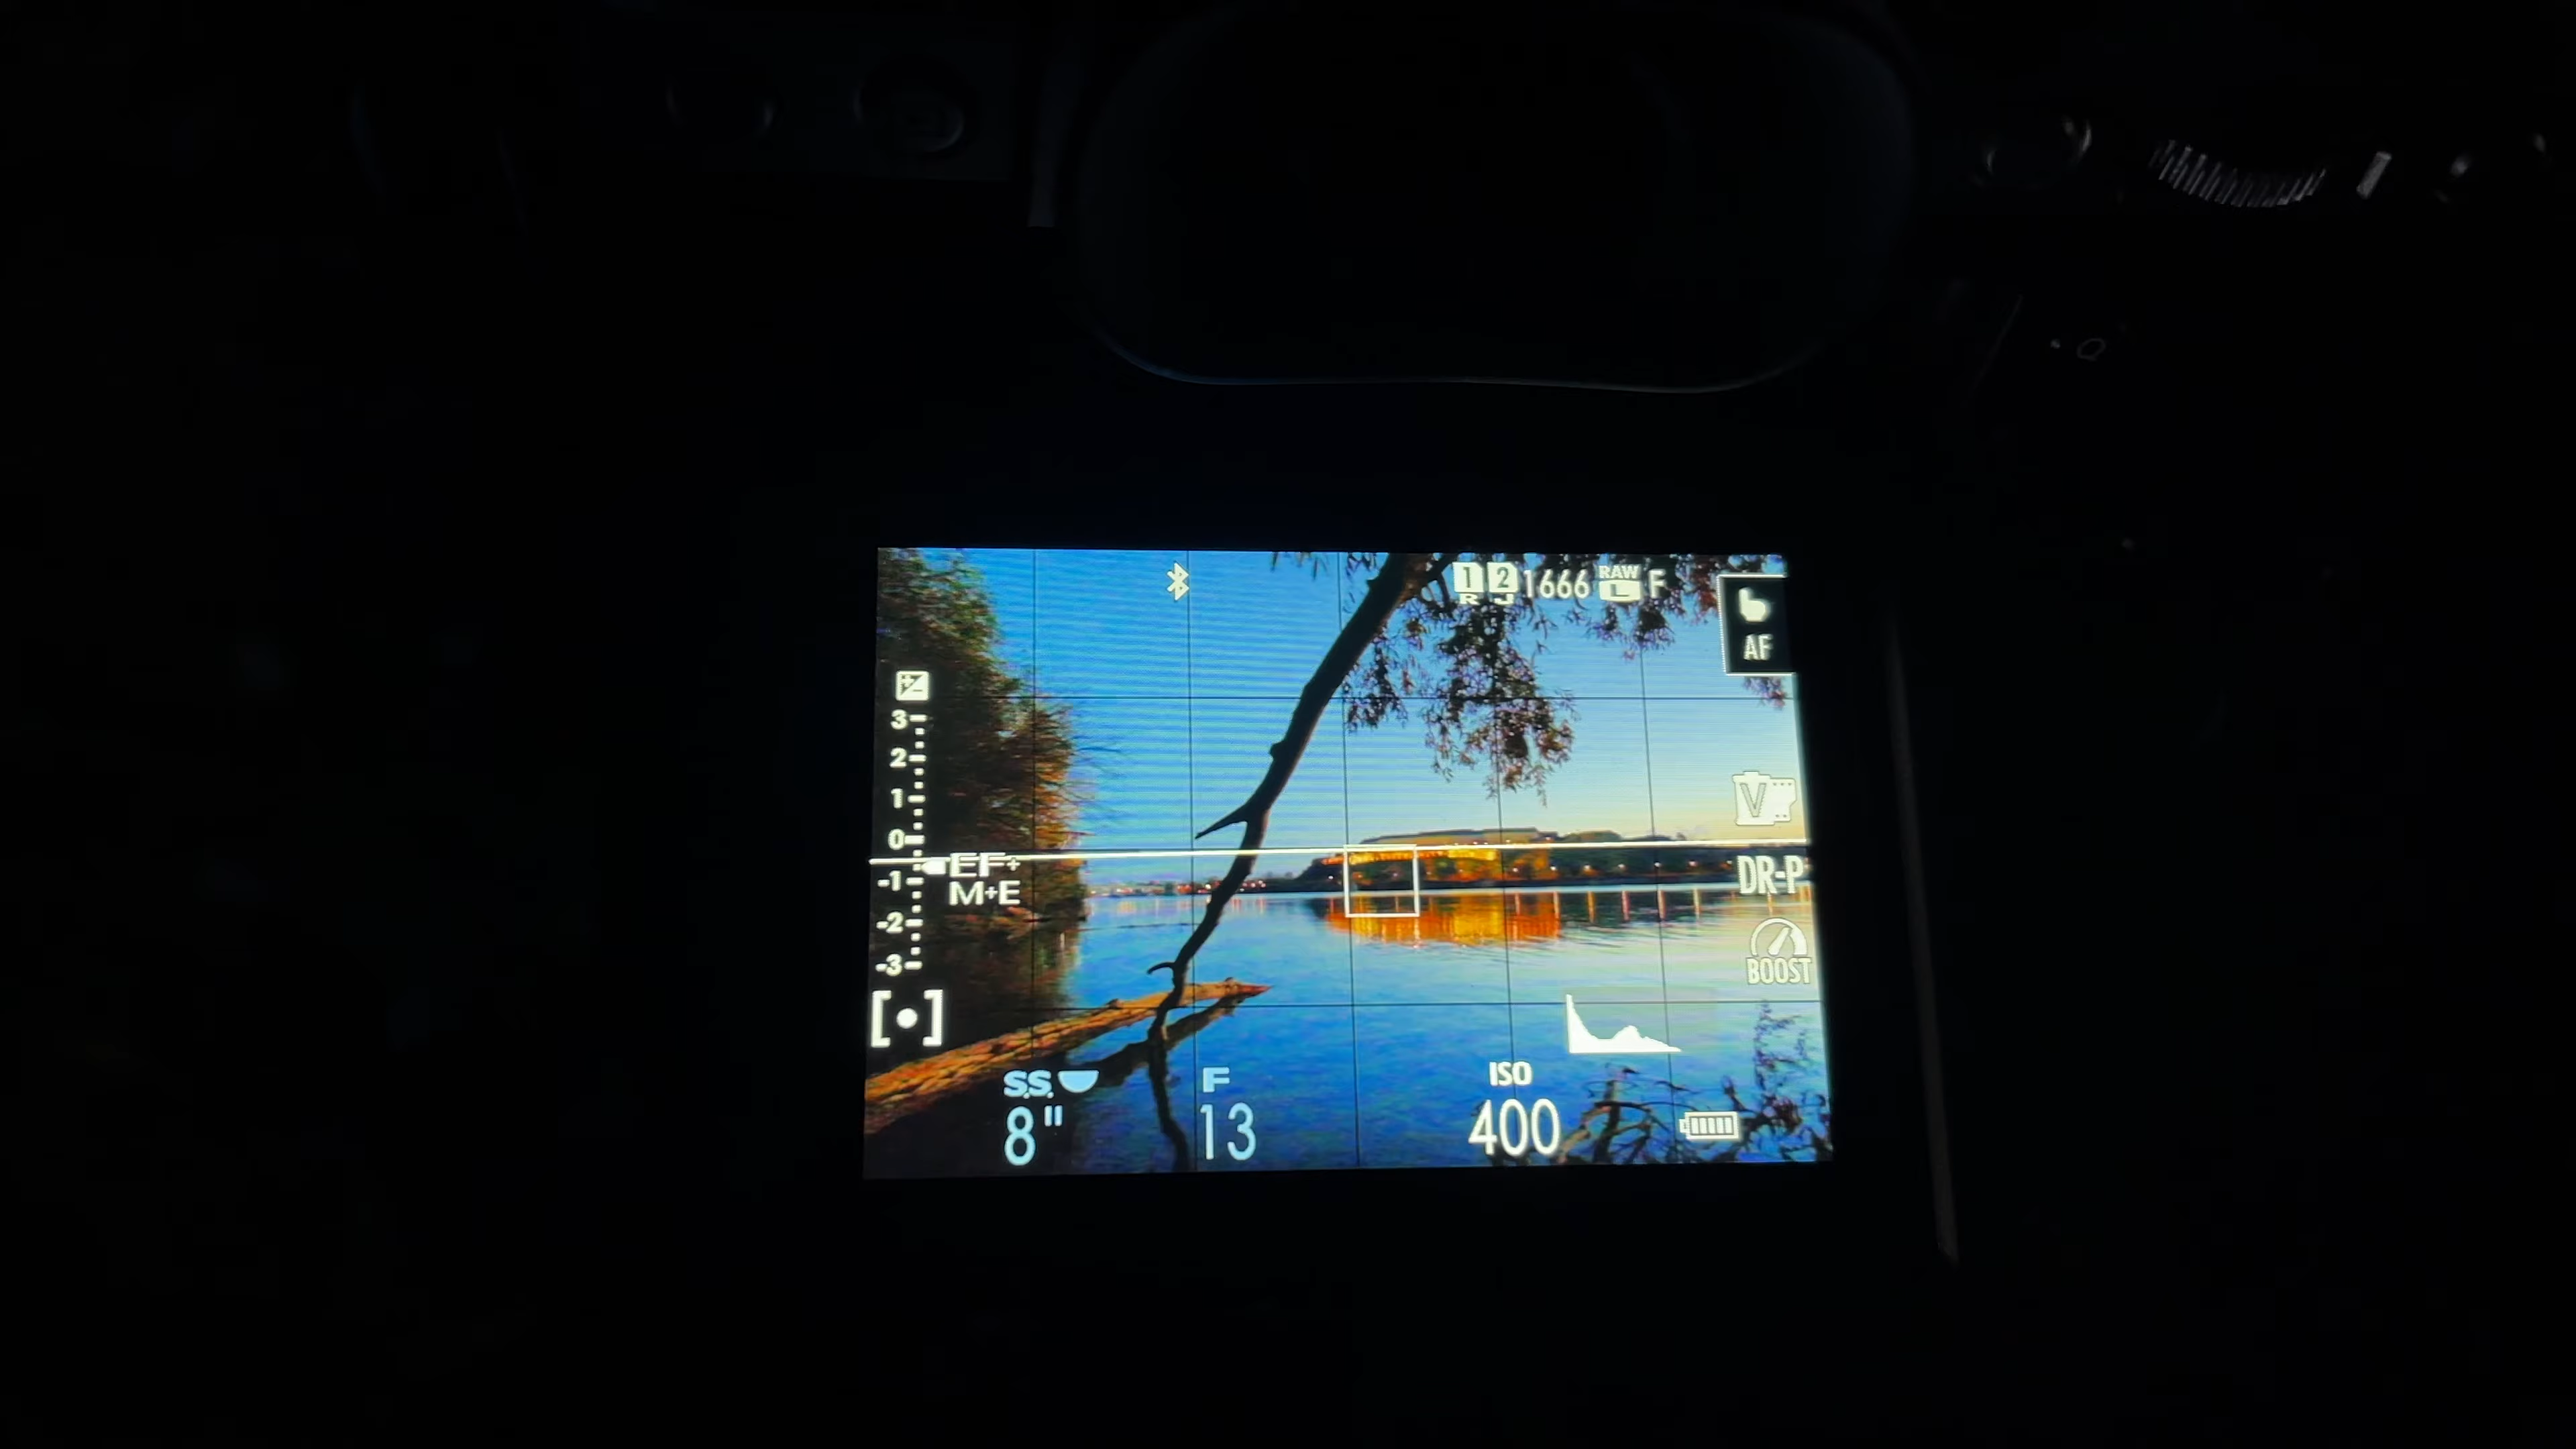 1 2 1666 RAW F
R J L
AF
3
2
1
0
-1
-2
-3
EF+
M+E
V
DR-P
BOOST
S.S. F ISO
8" 13 400